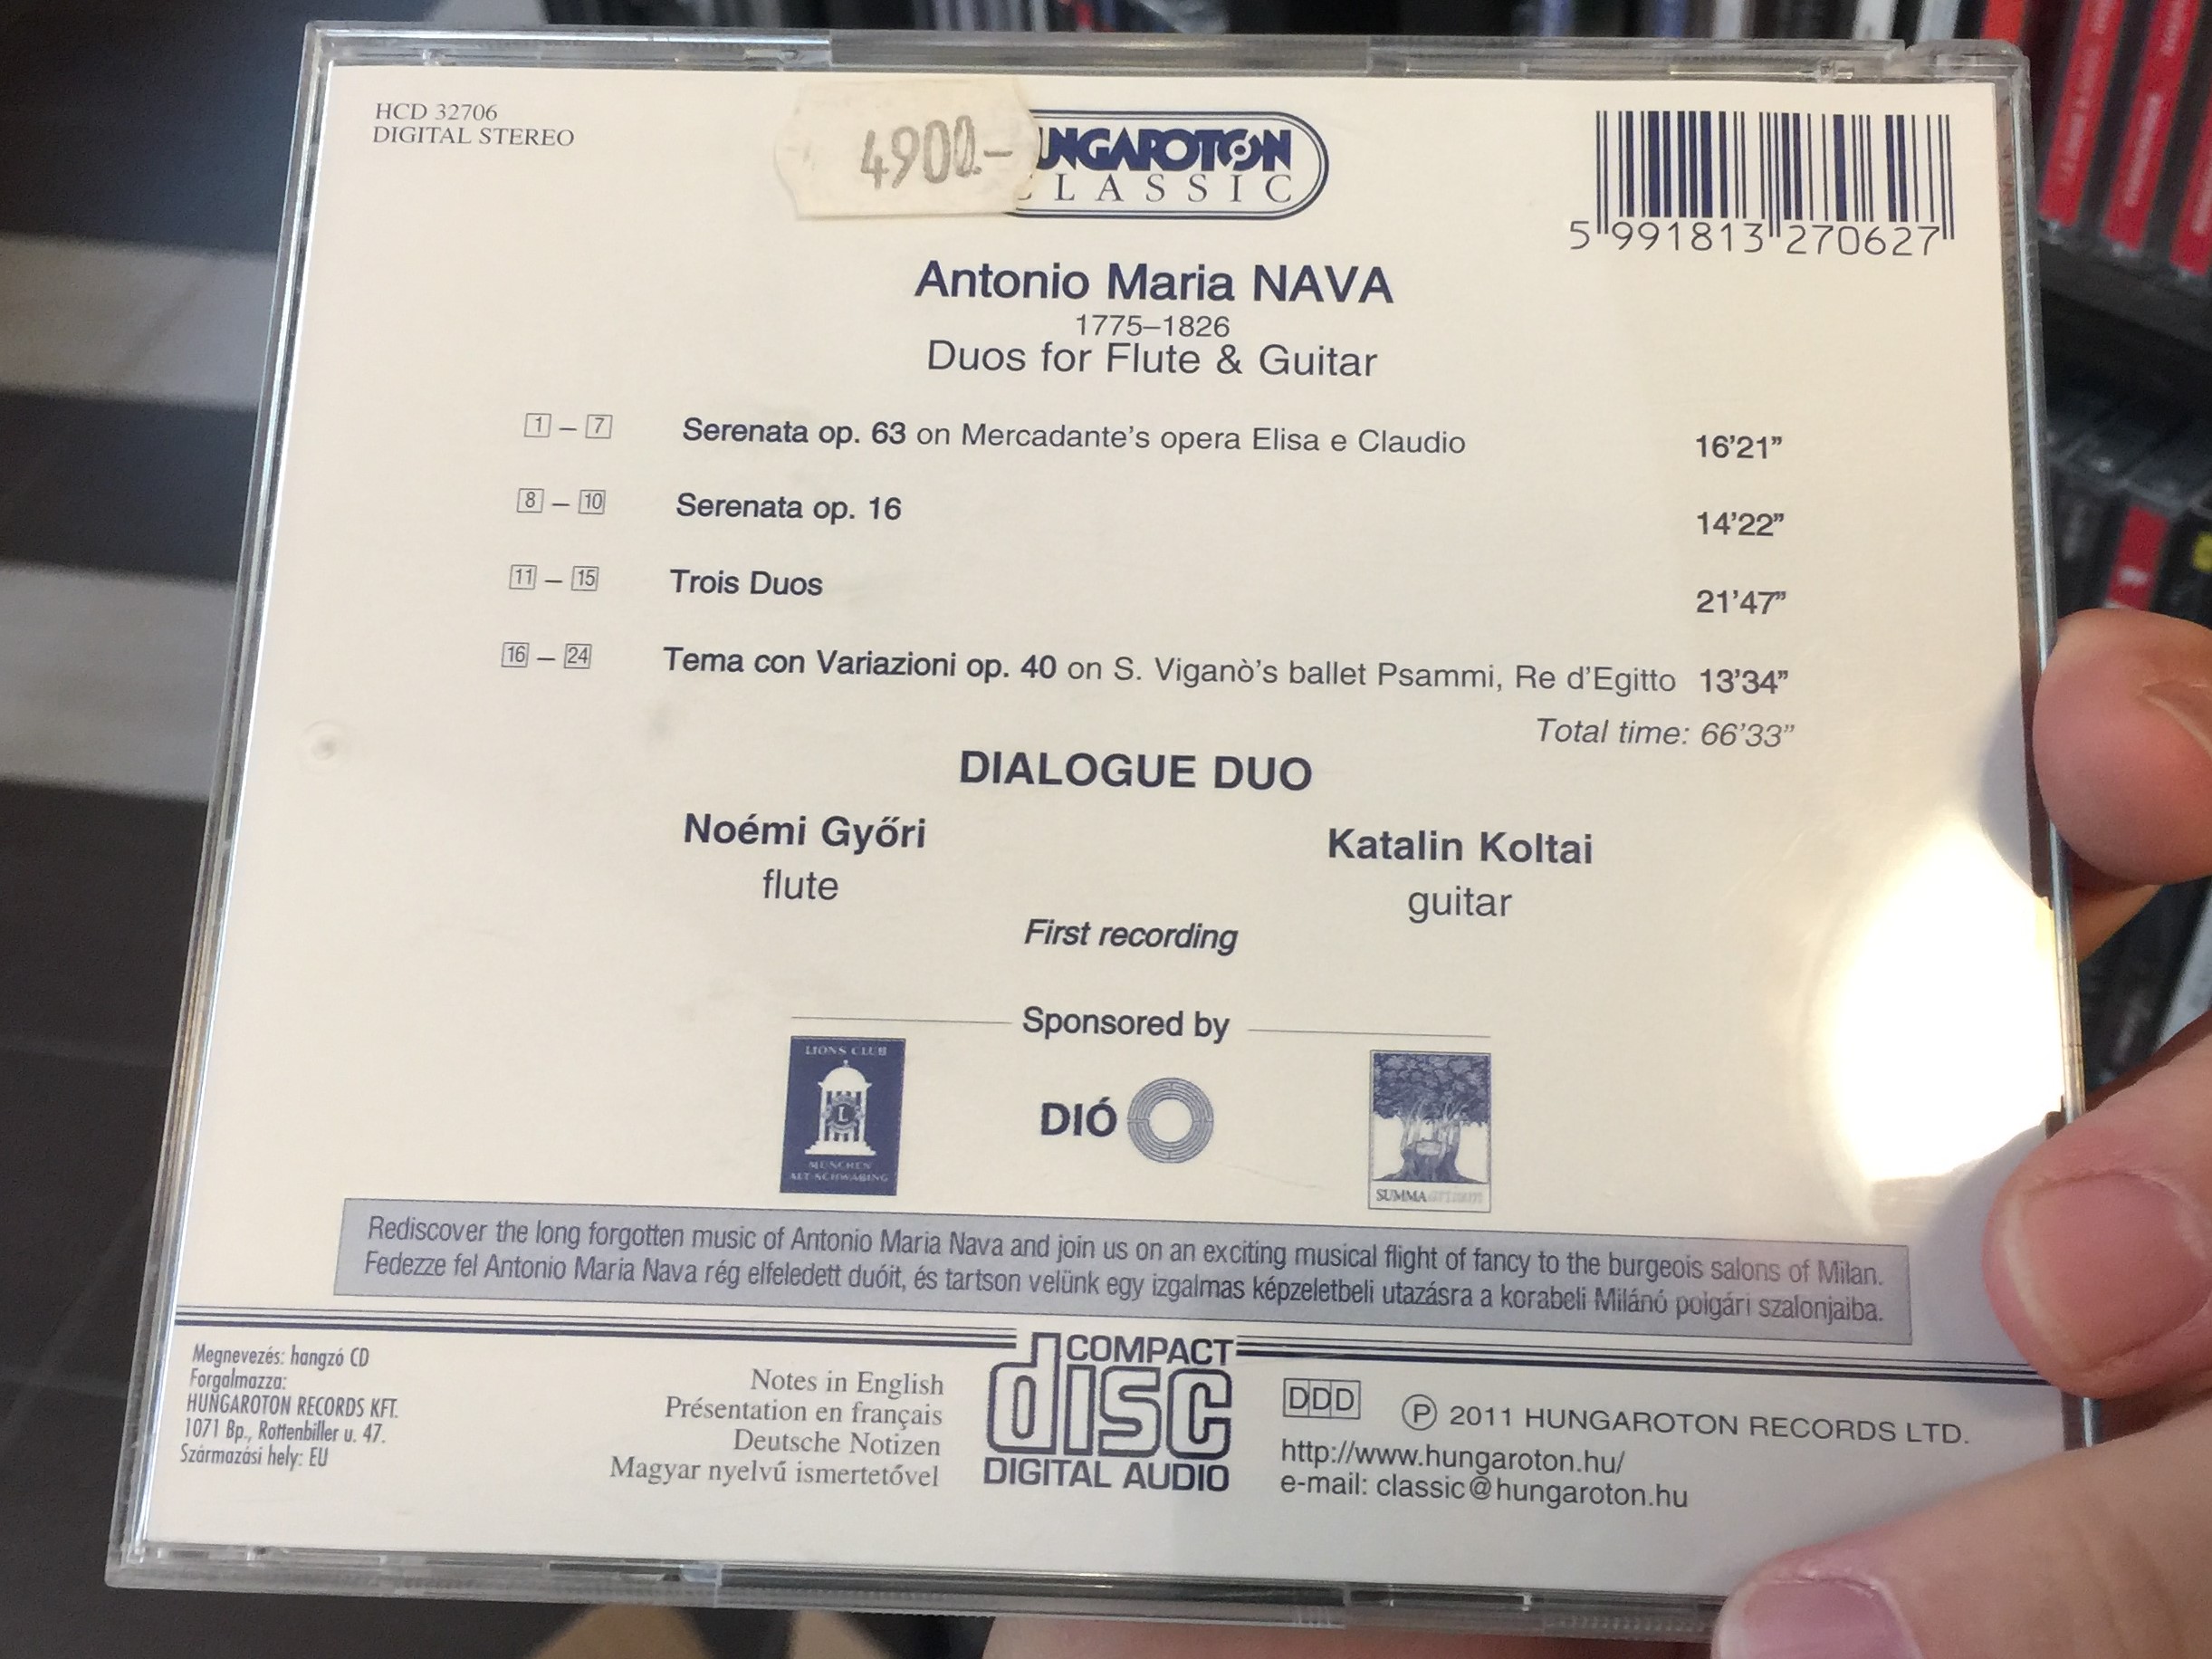 HCD 32706
DIGITAL STEREO
4900-
UNGAROTON
CLASSIC
5 991813 270627
Antonio Maria NAVA
1775–1826
Duos for Flute & Guitar
1 – 7 Serenata op. 63 on Mercadante's opera Elisa e Claudio 16'21"
8 – 10 Serenata op. 16 14'22"
11 – 15 Trois Duos 21'47"
16 – 24 Tema con Variazioni op. 40 on S. Viganò's ballet Psammi, Re d'Egitto 13'34"
Total time: 66'33"
DIALOGUE DUO
Noémi Győri Katalin Koltai
flute guitar
First recording
Sponsored by
LIONS CLUB
L
MÜNCHEN
ALT-SCHWABING
DIÓ
SUMMA artium
Rediscover the long forgotten music of Antonio Maria Nava and join us on an exciting musical flight of fancy to the burgeois salons of Milan.
Fedezze fel Antonio Maria Nava rég elfeledett duóit, és tartson velünk egy izgalmas képzeletbeli utazásra a korabeli Milánó polgári szalonjaiba.
Megnevezés: hangzó CD
Forgalmazza:
HUNGAROTON RECORDS KFT.
1071 Bp., Rottenbiller u. 47.
Származási hely: EU
Notes in English
Présentation en français
Deutsche Notizen
Magyar nyelvű ismertetővel
COMPACT
disc
DIGITAL AUDIO
DDD
℗ 2011 HUNGAROTON RECORDS LTD.
http://www.hungaroton.hu/
e-mail: classic@hungaroton.hu